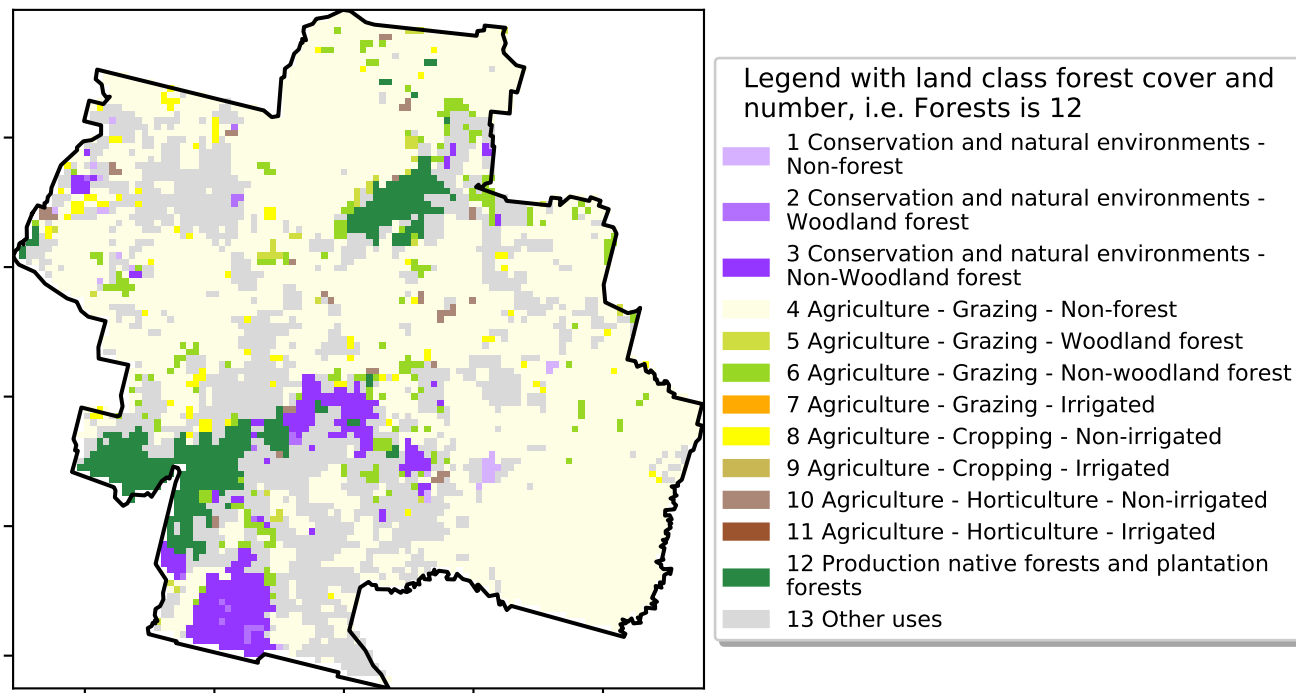 Legend with land class forest cover and
number, i.e. Forests is 12
1 Conservation and natural environments -
Non-forest
2 Conservation and natural environments -
Woodland forest
3 Conservation and natural environments -
Non-Woodland forest
4 Agriculture - Grazing - Non-forest
5 Agriculture - Grazing - Woodland forest
6 Agriculture - Grazing - Non-woodland forest
7 Agriculture - Grazing - Irrigated
8 Agriculture - Cropping - Non-irrigated
9 Agriculture - Cropping - Irrigated
10 Agriculture - Horticulture - Non-irrigated
11 Agriculture - Horticulture - Irrigated
12 Production native forests and plantation
forests
13 Other uses